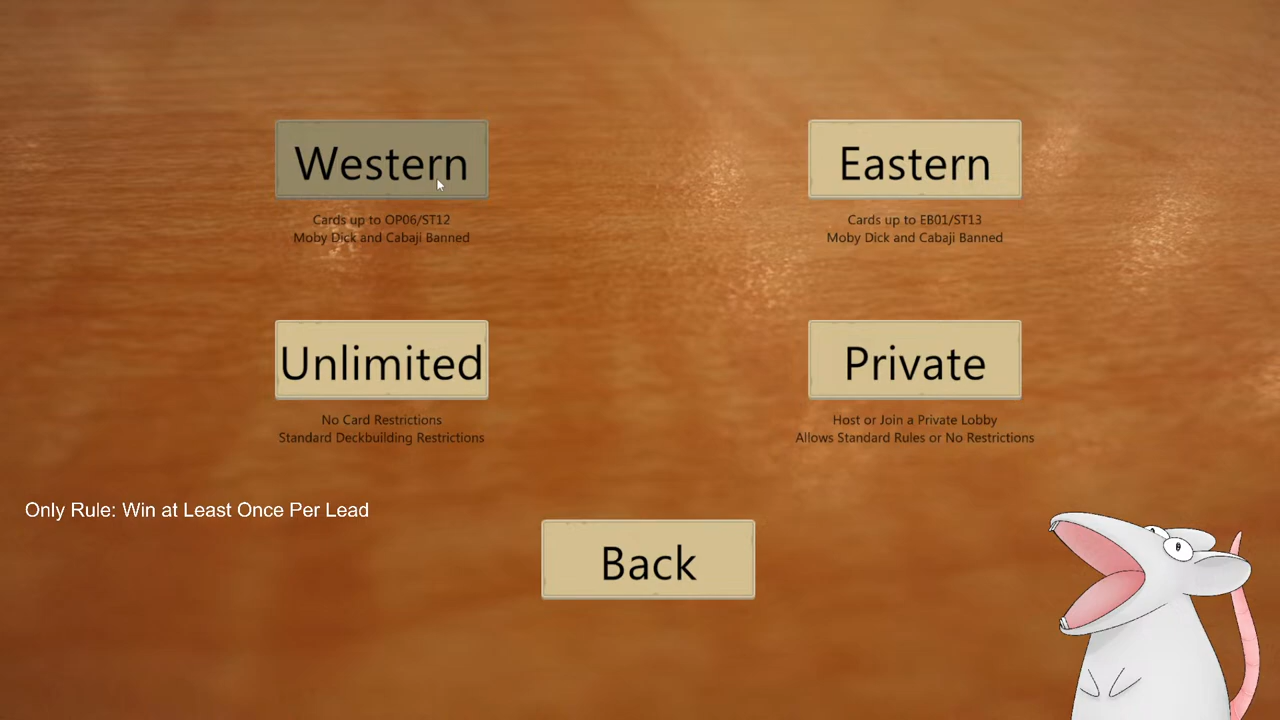 Western
Cards up to OP06/ST12
Moby Dick and Cabaji Banned
Eastern
Cards up to EB01/ST13
Moby Dick and Cabaji Banned
Unlimited
No Card Restrictions
Standard Deckbuilding Restrictions
Private
Host or Join a Private Lobby
Allows Standard Rules or No Restrictions
Only Rule: Win at Least Once Per Lead
Back